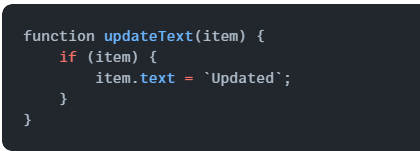 function updateText(item) {
    if (item) {
        item.text = `Updated`;
    }
}